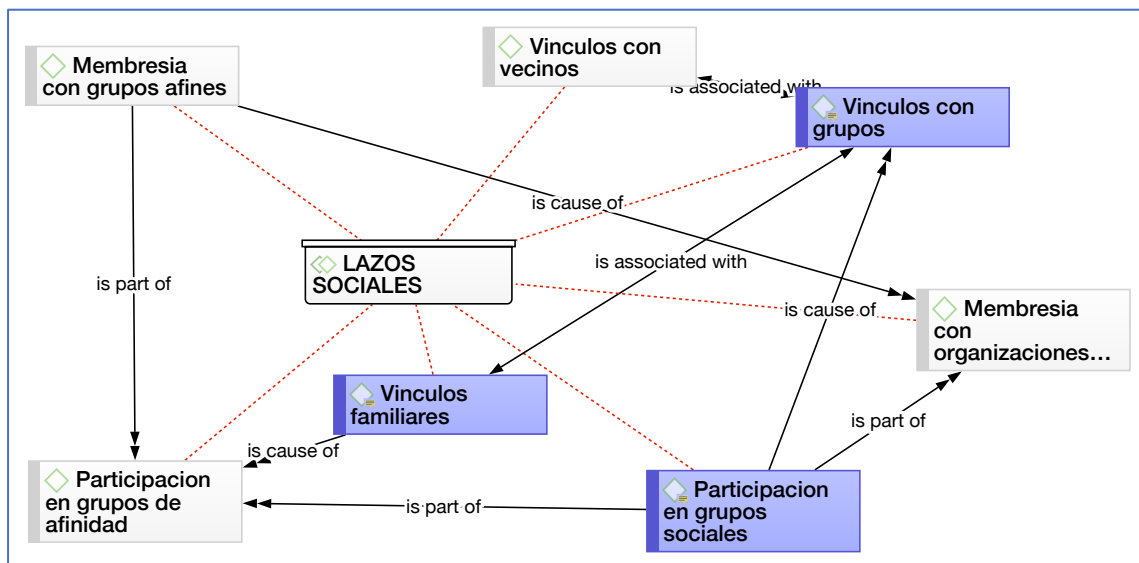 Membresia
con grupos afines
Vinculos con
vecinos
is associated with
Vinculos con
grupos
is cause of
LAZOS
SOCIALES
is associated with
is part of
is cause of
Membresia
con
organizaciones...
Vinculos
familiares
is part of
is cause of
Participacion
en grupos de
afinidad
is part of
Participacion
en grupos
sociales